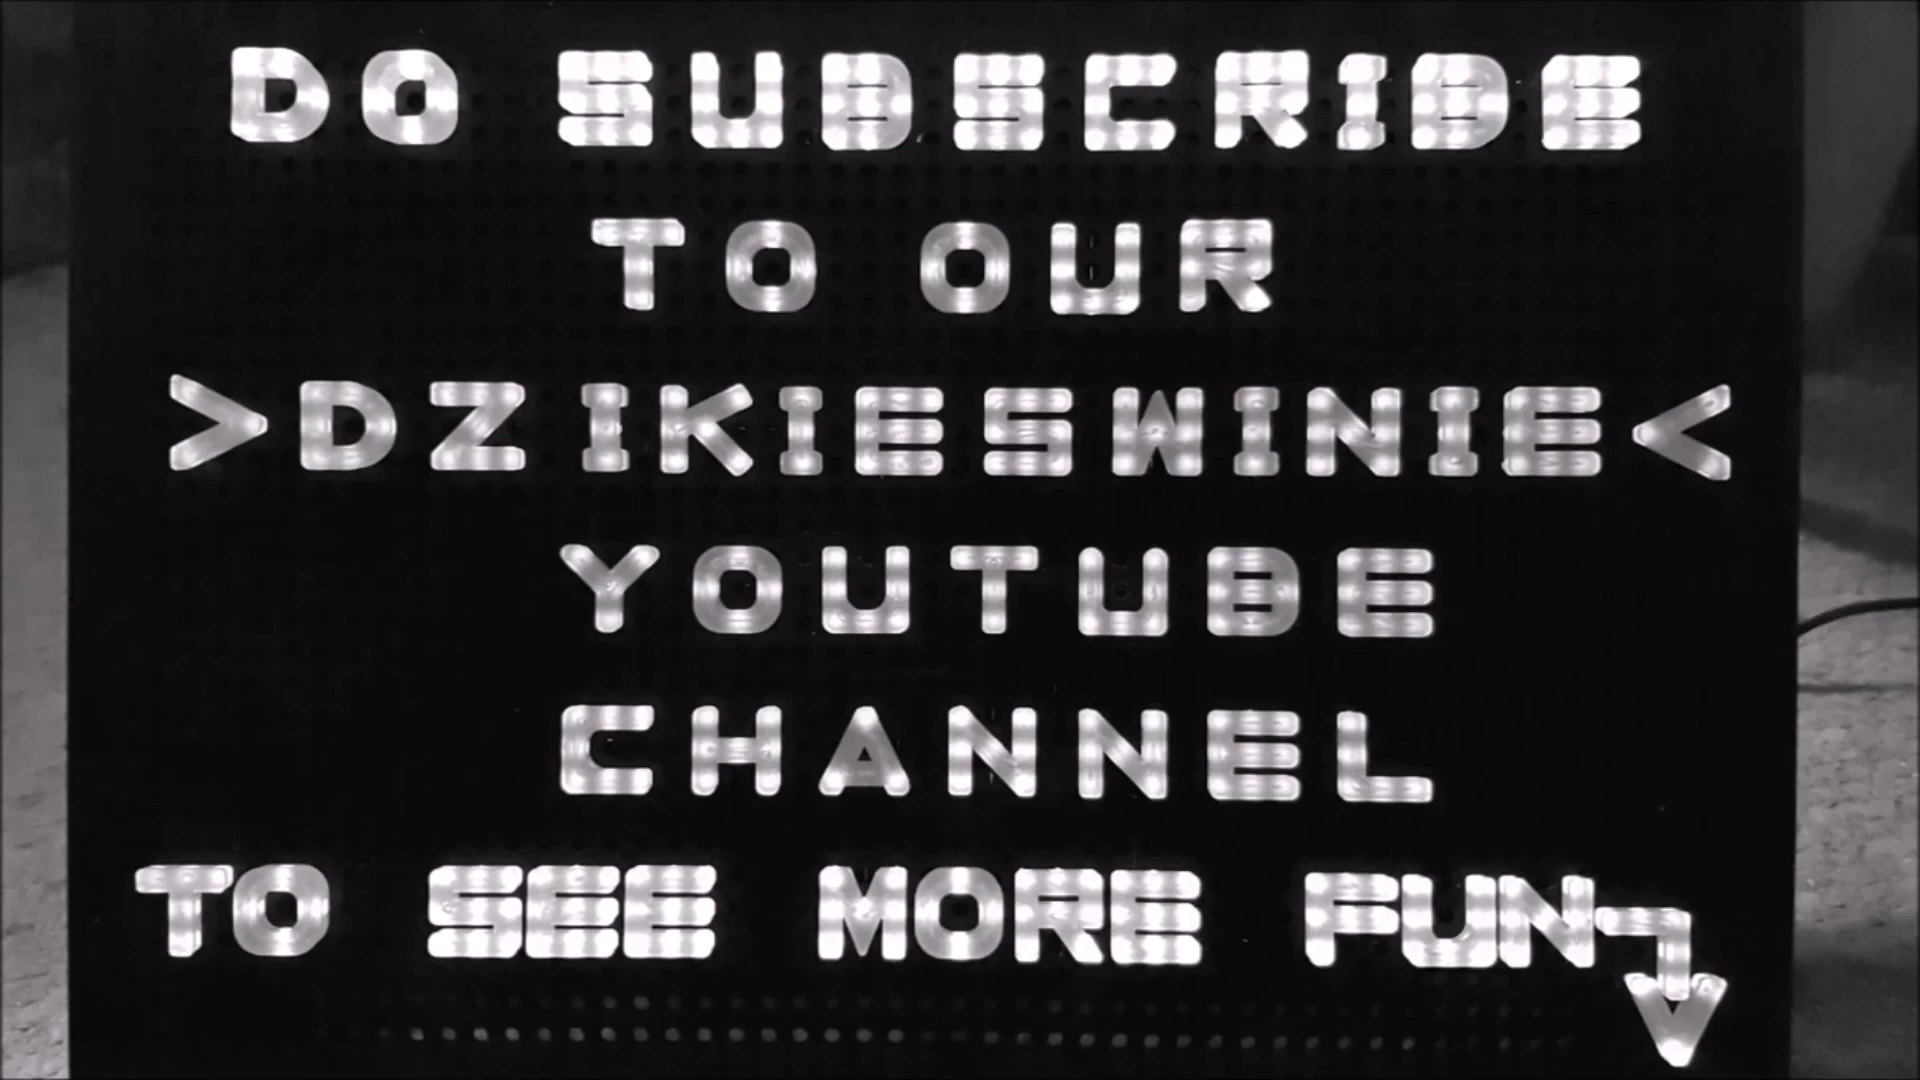 DO SUBSCRIBE
TO OUR
>DZIKIESWINIE<
YOUTUBE
CHANNEL
TO SEE MORE FUN